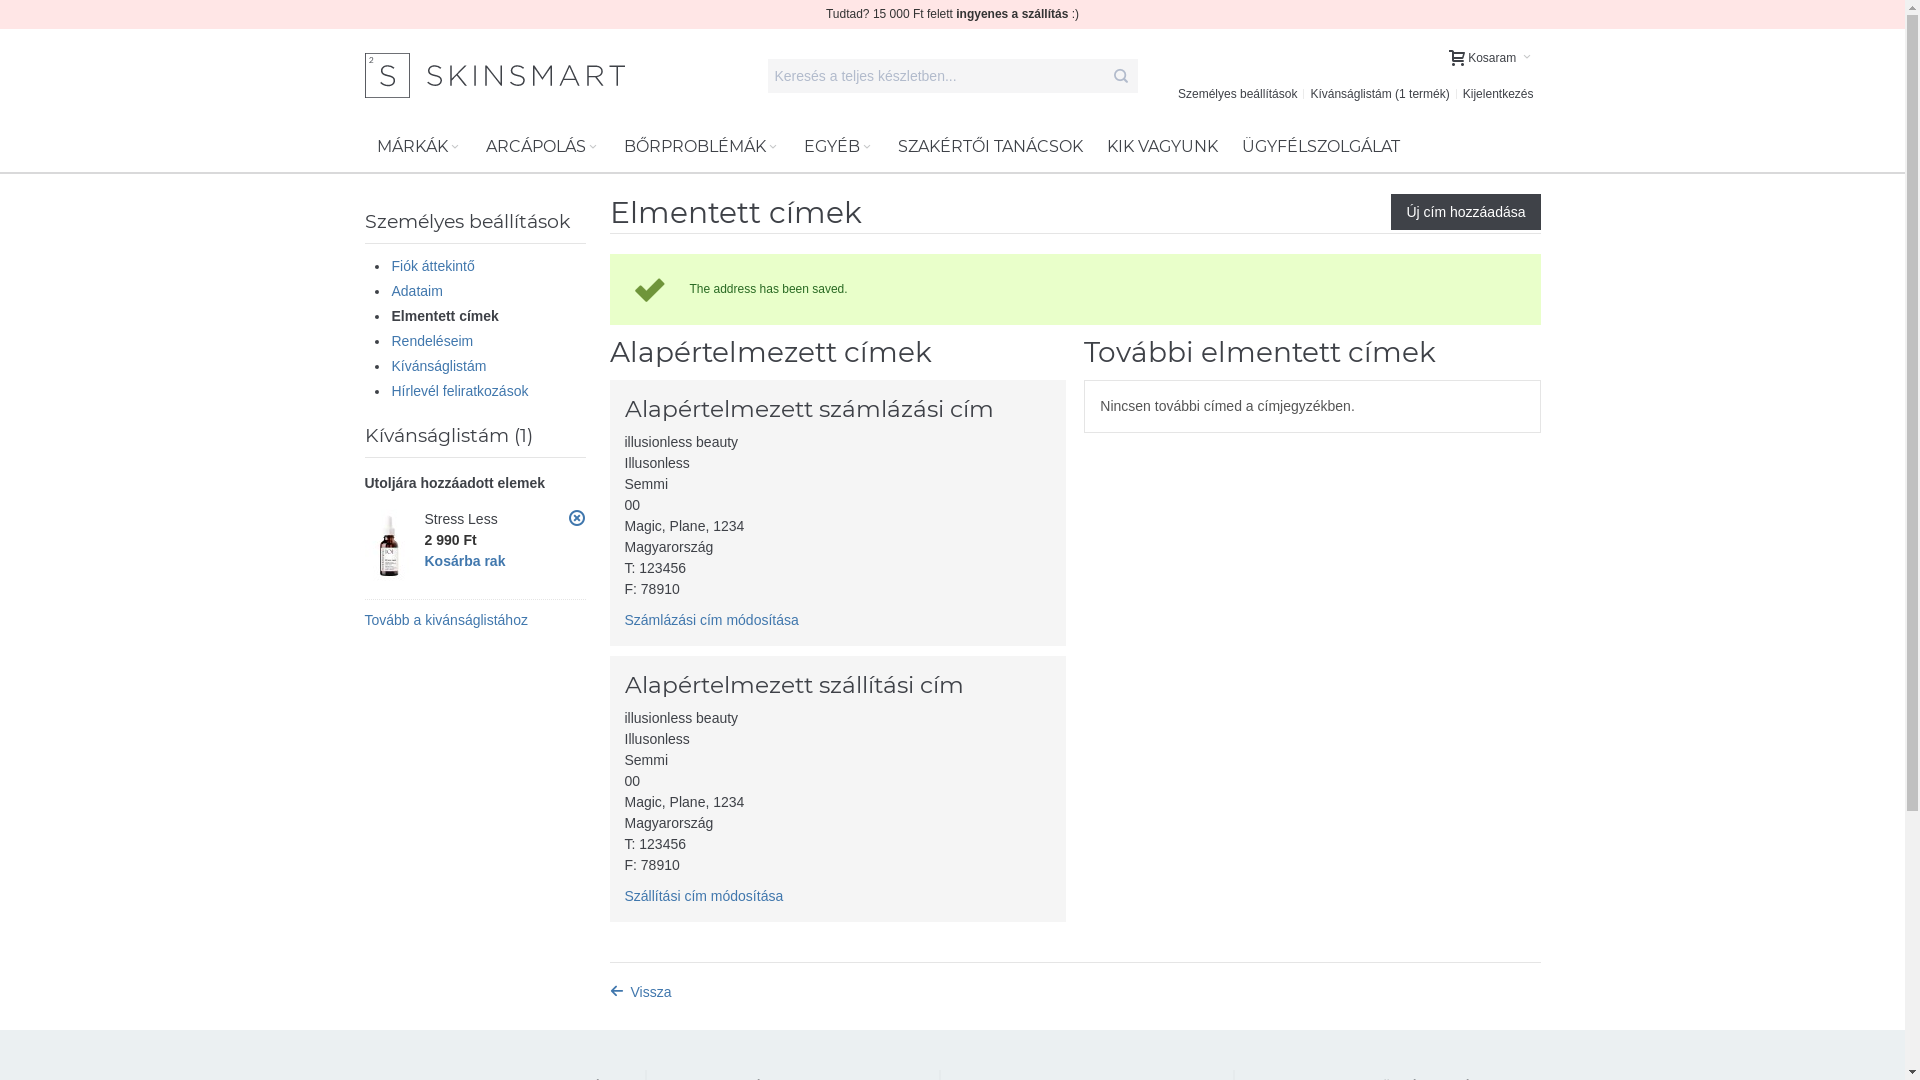 Tudtad? 15 000 Ft felett ingyenes a szállítás :)
2 S SKINSMART
Keresés a teljes készletben...
Kosaram
Személyes beállítások Kívánságlistám (1 termék) Kijelentkezés
MÁRKÁK ARCÁPOLÁS BŐRPROBLÉMÁK EGYÉB SZAKÉRTŐI TANÁCSOK KIK VAGYUNK ÜGYFÉLSZOLGÁLAT
Személyes beállítások
Fiók áttekintő
Adataim
Elmentett címek
Rendeléseim
Kívánságlistám
Hírlevél feliratkozások
Kívánságlistám (1)
Utoljára hozzáadott elemek
Stress Less
2 990 Ft
Kosárba rak
Tovább a kivánságlistához
Elmentett címek
Új cím hozzáadása
The address has been saved.
Alapértelmezett címek
Alapértelmezett számlázási cím
illusionless beauty
Illusonless
Semmi
00
Magic, Plane, 1234
Magyarország
T: 123456
F: 78910
Számlázási cím módosítása
Alapértelmezett szállítási cím
illusionless beauty
Illusonless
Semmi
00
Magic, Plane, 1234
Magyarország
T: 123456
F: 78910
Szállítási cím módosítása
További elmentett címek
Nincsen további címed a címjegyzékben.
Vissza